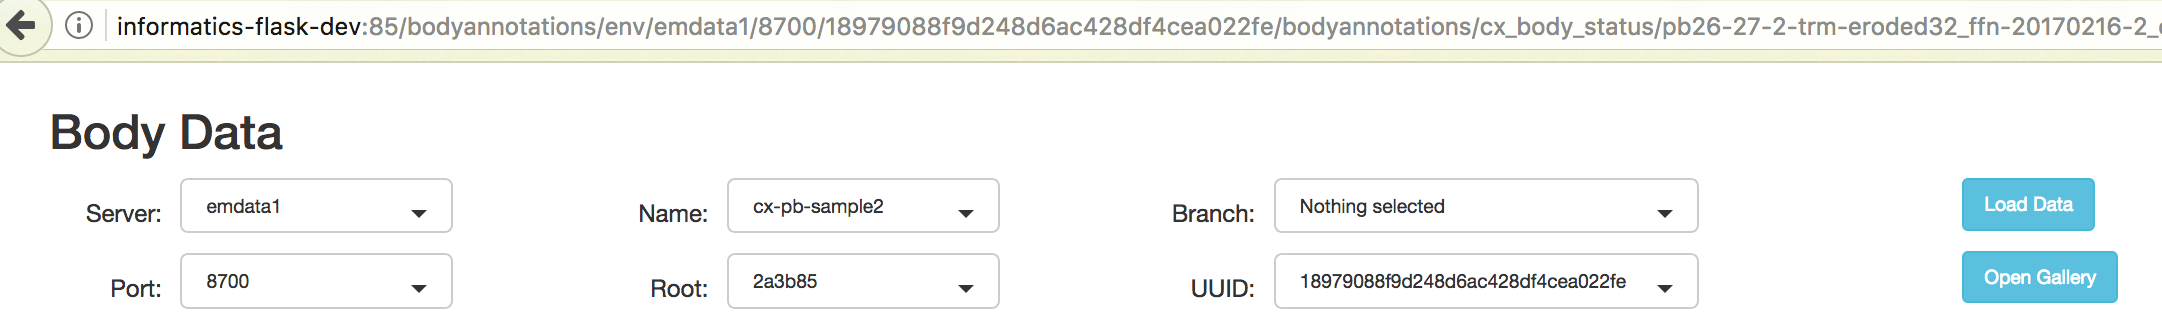 informatics-flask-dev:85/bodyannotations/env/emdata1/8700/18979088f9d248d6ac428df4cea022fe/bodyannotations/cx_body_status/pb26-27-2-trm-eroded32_ffn-20170216-2_
Body Data
Server: emdata1 Name: cx-pb-sample2 Branch: Nothing selected Load Data
Port: 8700 Root: 2a3b85 UUID: 18979088f9d248d6ac428df4cea022fe Open Gallery